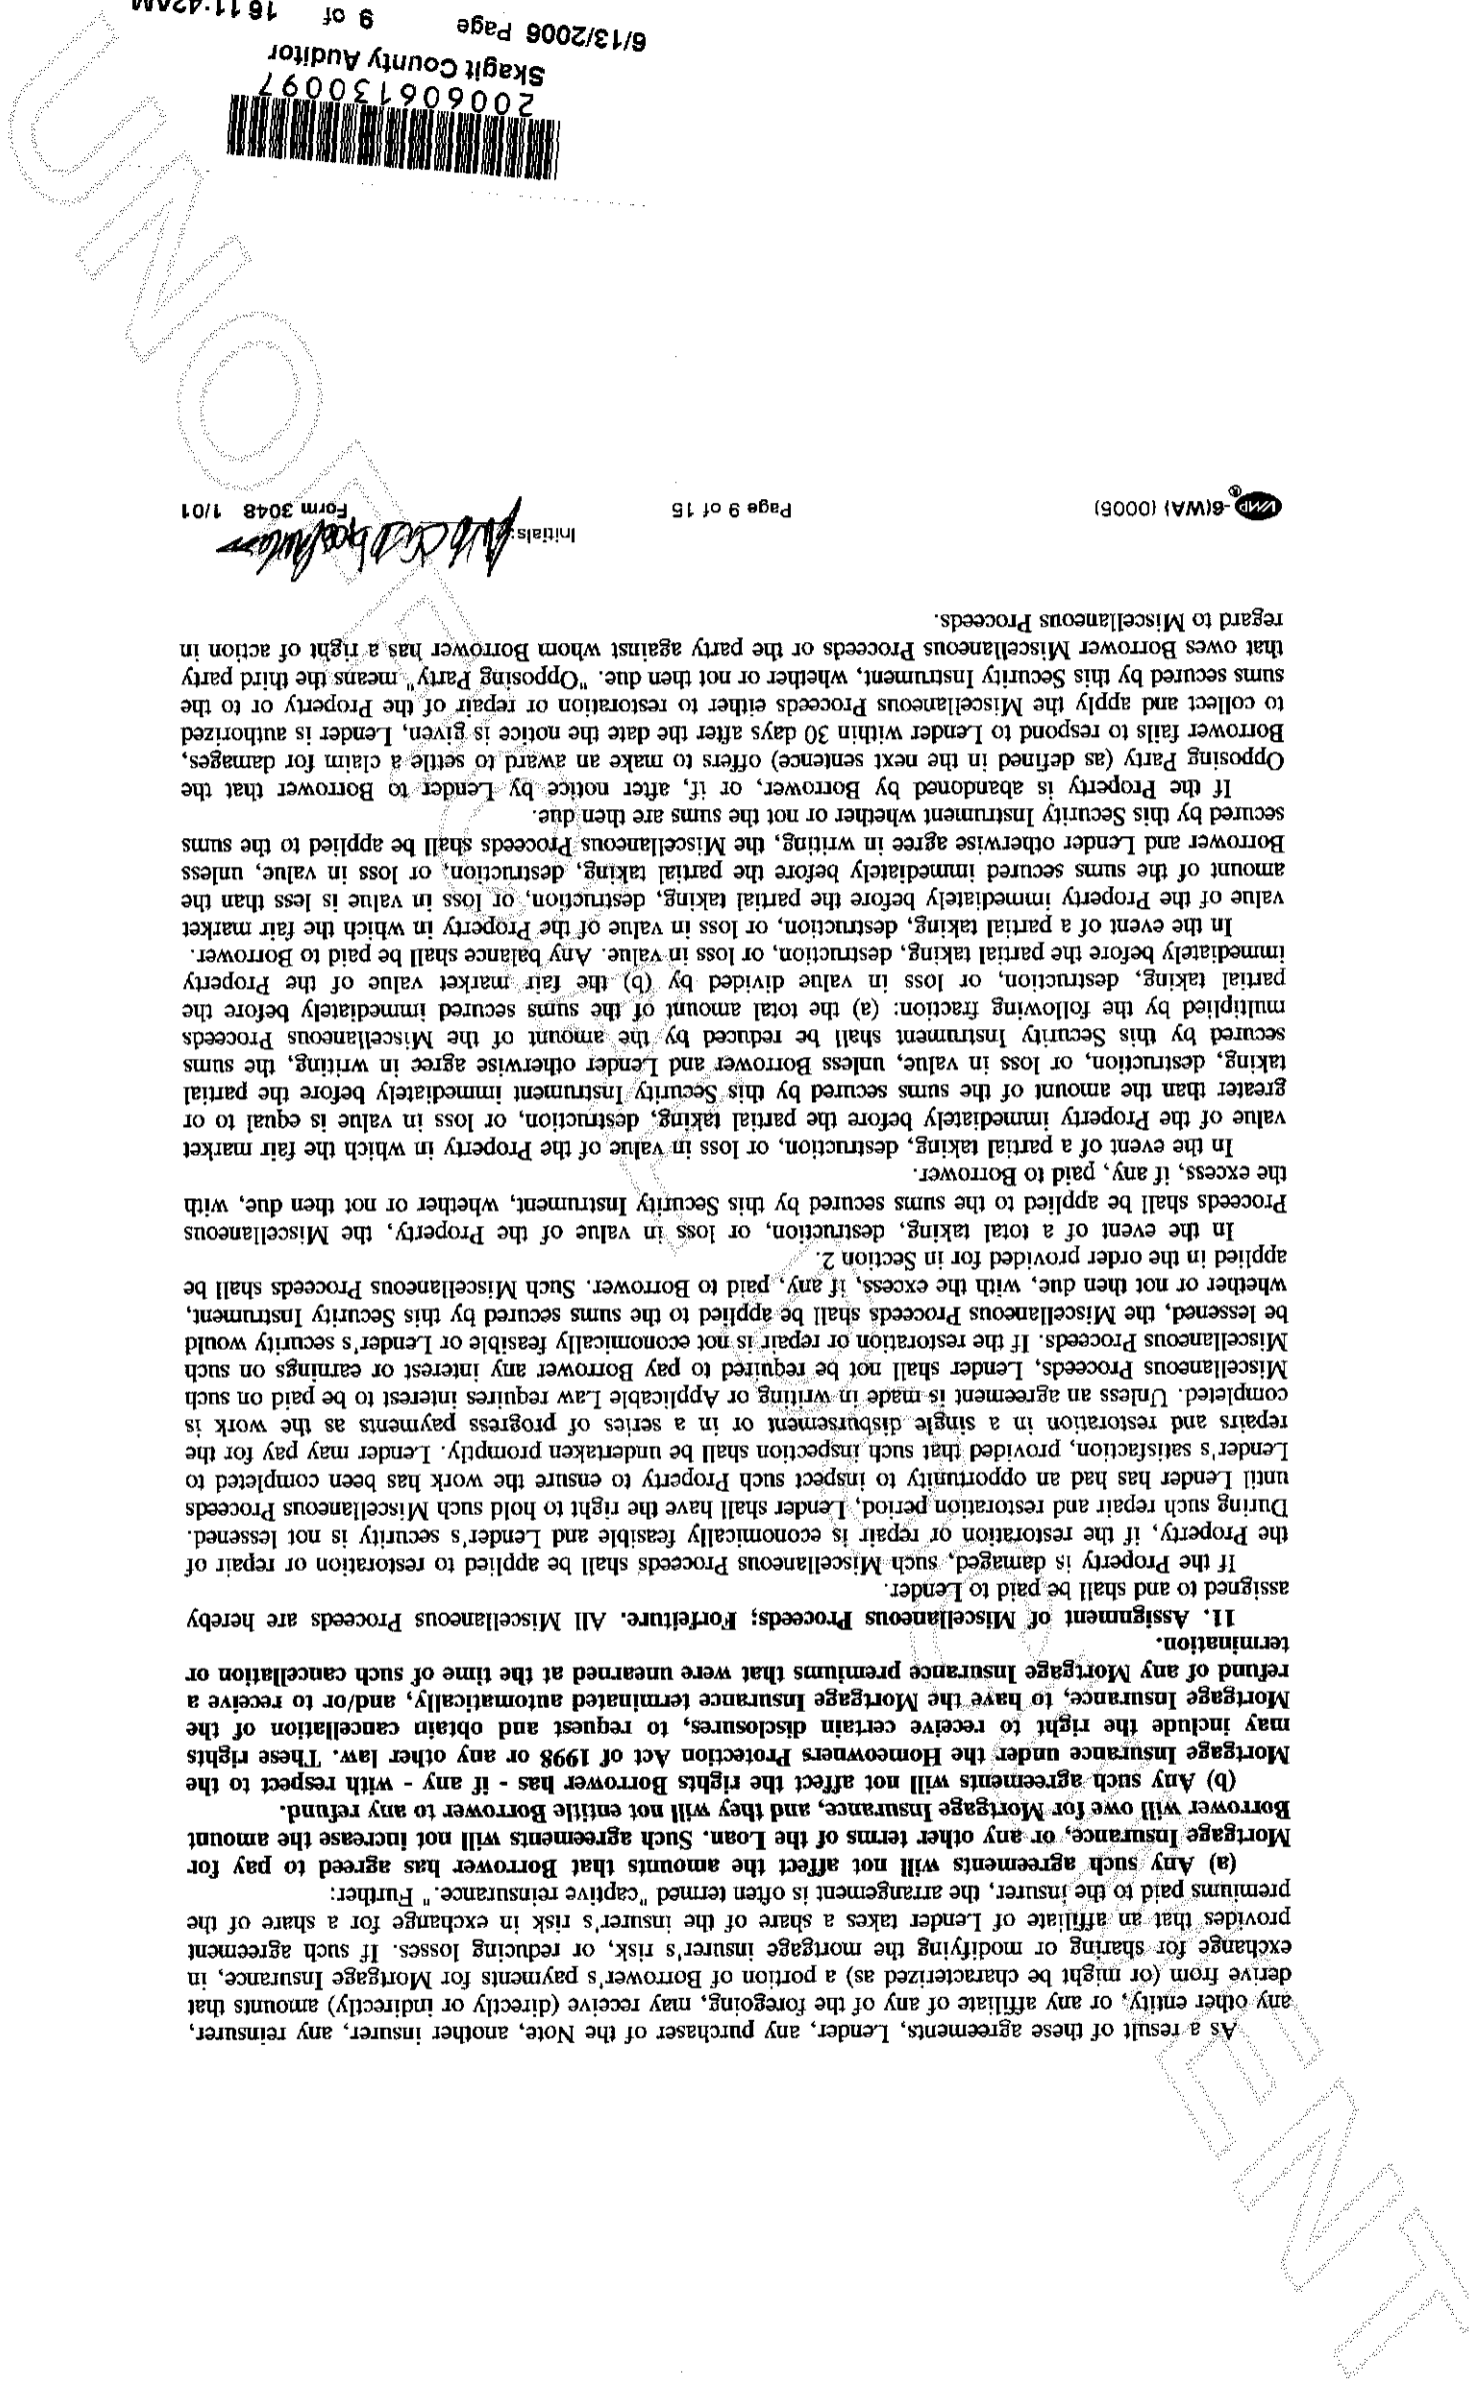 As a result of these agreements, Lender, any purchaser of the Note, another insurer, any reinsurer,
any other entity, or any affiliate of any of the foregoing, may receive (directly or indirectly) amounts that
derive from (or might be characterized as) a portion of Borrower's payments for Mortgage Insurance, in
exchange for sharing or modifying the mortgage insurer's risk, or reducing losses. If such agreement
provides that an affiliate of Lender takes a share of the insurer's risk in exchange for a share of the
premiums paid to the insurer, the arrangement is often termed "captive reinsurance." Further:
(a) Any such agreements will not affect the amounts that Borrower has agreed to pay for
Mortgage Insurance, or any other terms of the Loan. Such agreements will not increase the amount
Borrower will owe for Mortgage Insurance, and they will not entitle Borrower to any refund.
(b) Any such agreements will not affect the rights Borrower has - if any - with respect to the
Mortgage Insurance under the Homeowners Protection Act of 1998 or any other law. These rights
may include the right to receive certain disclosures, to request and obtain cancellation of the
Mortgage Insurance, to have the Mortgage Insurance terminated automatically, and/or to receive a
refund of any Mortgage Insurance premiums that were unearned at the time of such cancellation or
termination.
11. Assignment of Miscellaneous Proceeds; Forfeiture. All Miscellaneous Proceeds are hereby
assigned to and shall be paid to Lender.
If the Property is damaged, such Miscellaneous Proceeds shall be applied to restoration or repair of
the Property, if the restoration or repair is economically feasible and Lender's security is not lessened.
During such repair and restoration period, Lender shall have the right to hold such Miscellaneous Proceeds
until Lender has had an opportunity to inspect such Property to ensure the work has been completed to
Lender's satisfaction, provided that such inspection shall be undertaken promptly. Lender may pay for the
repairs and restoration in a single disbursement or in a series of progress payments as the work is
completed. Unless an agreement is made in writing or Applicable Law requires interest to be paid on such
Miscellaneous Proceeds, Lender shall not be required to pay Borrower any interest or earnings on such
Miscellaneous Proceeds. If the restoration or repair is not economically feasible or Lender's security would
be lessened, the Miscellaneous Proceeds shall be applied to the sums secured by this Security Instrument,
whether or not then due, with the excess, if any, paid to Borrower. Such Miscellaneous Proceeds shall be
applied in the order provided for in Section 2.
In the event of a total taking, destruction, or loss in value of the Property, the Miscellaneous
Proceeds shall be applied to the sums secured by this Security Instrument, whether or not then due, with
the excess, if any, paid to Borrower.
In the event of a partial taking, destruction, or loss in value of the Property in which the fair market
value of the Property immediately before the partial taking, destruction, or loss in value is equal to or
greater than the amount of the sums secured by this Security Instrument immediately before the partial
taking, destruction, or loss in value, unless Borrower and Lender otherwise agree in writing, the sums
secured by this Security Instrument shall be reduced by the amount of the Miscellaneous Proceeds
multiplied by the following fraction: (a) the total amount of the sums secured immediately before the
partial taking, destruction, or loss in value divided by (b) the fair market value of the Property
immediately before the partial taking, destruction, or loss in value. Any balance shall be paid to Borrower.
In the event of a partial taking, destruction, or loss in value of the Property in which the fair market
value of the Property immediately before the partial taking, destruction, or loss in value is less than the
amount of the sums secured immediately before the partial taking, destruction, or loss in value, unless
Borrower and Lender otherwise agree in writing, the Miscellaneous Proceeds shall be applied to the sums
secured by this Security Instrument whether or not the sums are then due.
If the Property is abandoned by Borrower, or if, after notice by Lender to Borrower that the
Opposing Party (as defined in the next sentence) offers to make an award to settle a claim for damages,
Borrower fails to respond to Lender within 30 days after the date the notice is given, Lender is authorized
to collect and apply the Miscellaneous Proceeds either to restoration or repair of the Property or to the
sums secured by this Security Instrument, whether or not then due. "Opposing Party" means the third party
that owes Borrower Miscellaneous Proceeds or the party against whom Borrower has a right of action in
regard to Miscellaneous Proceeds.
Initials:
VMP®-6(WA) (0005) Page 9 of 15 Form 3048 1/01
200606130097
Skagit County Auditor
6/13/2006 Page 9 of 16 11:42AM
UNOFFICIAL DOCUMENT